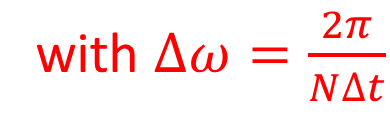 with Δω = 2π / NΔt